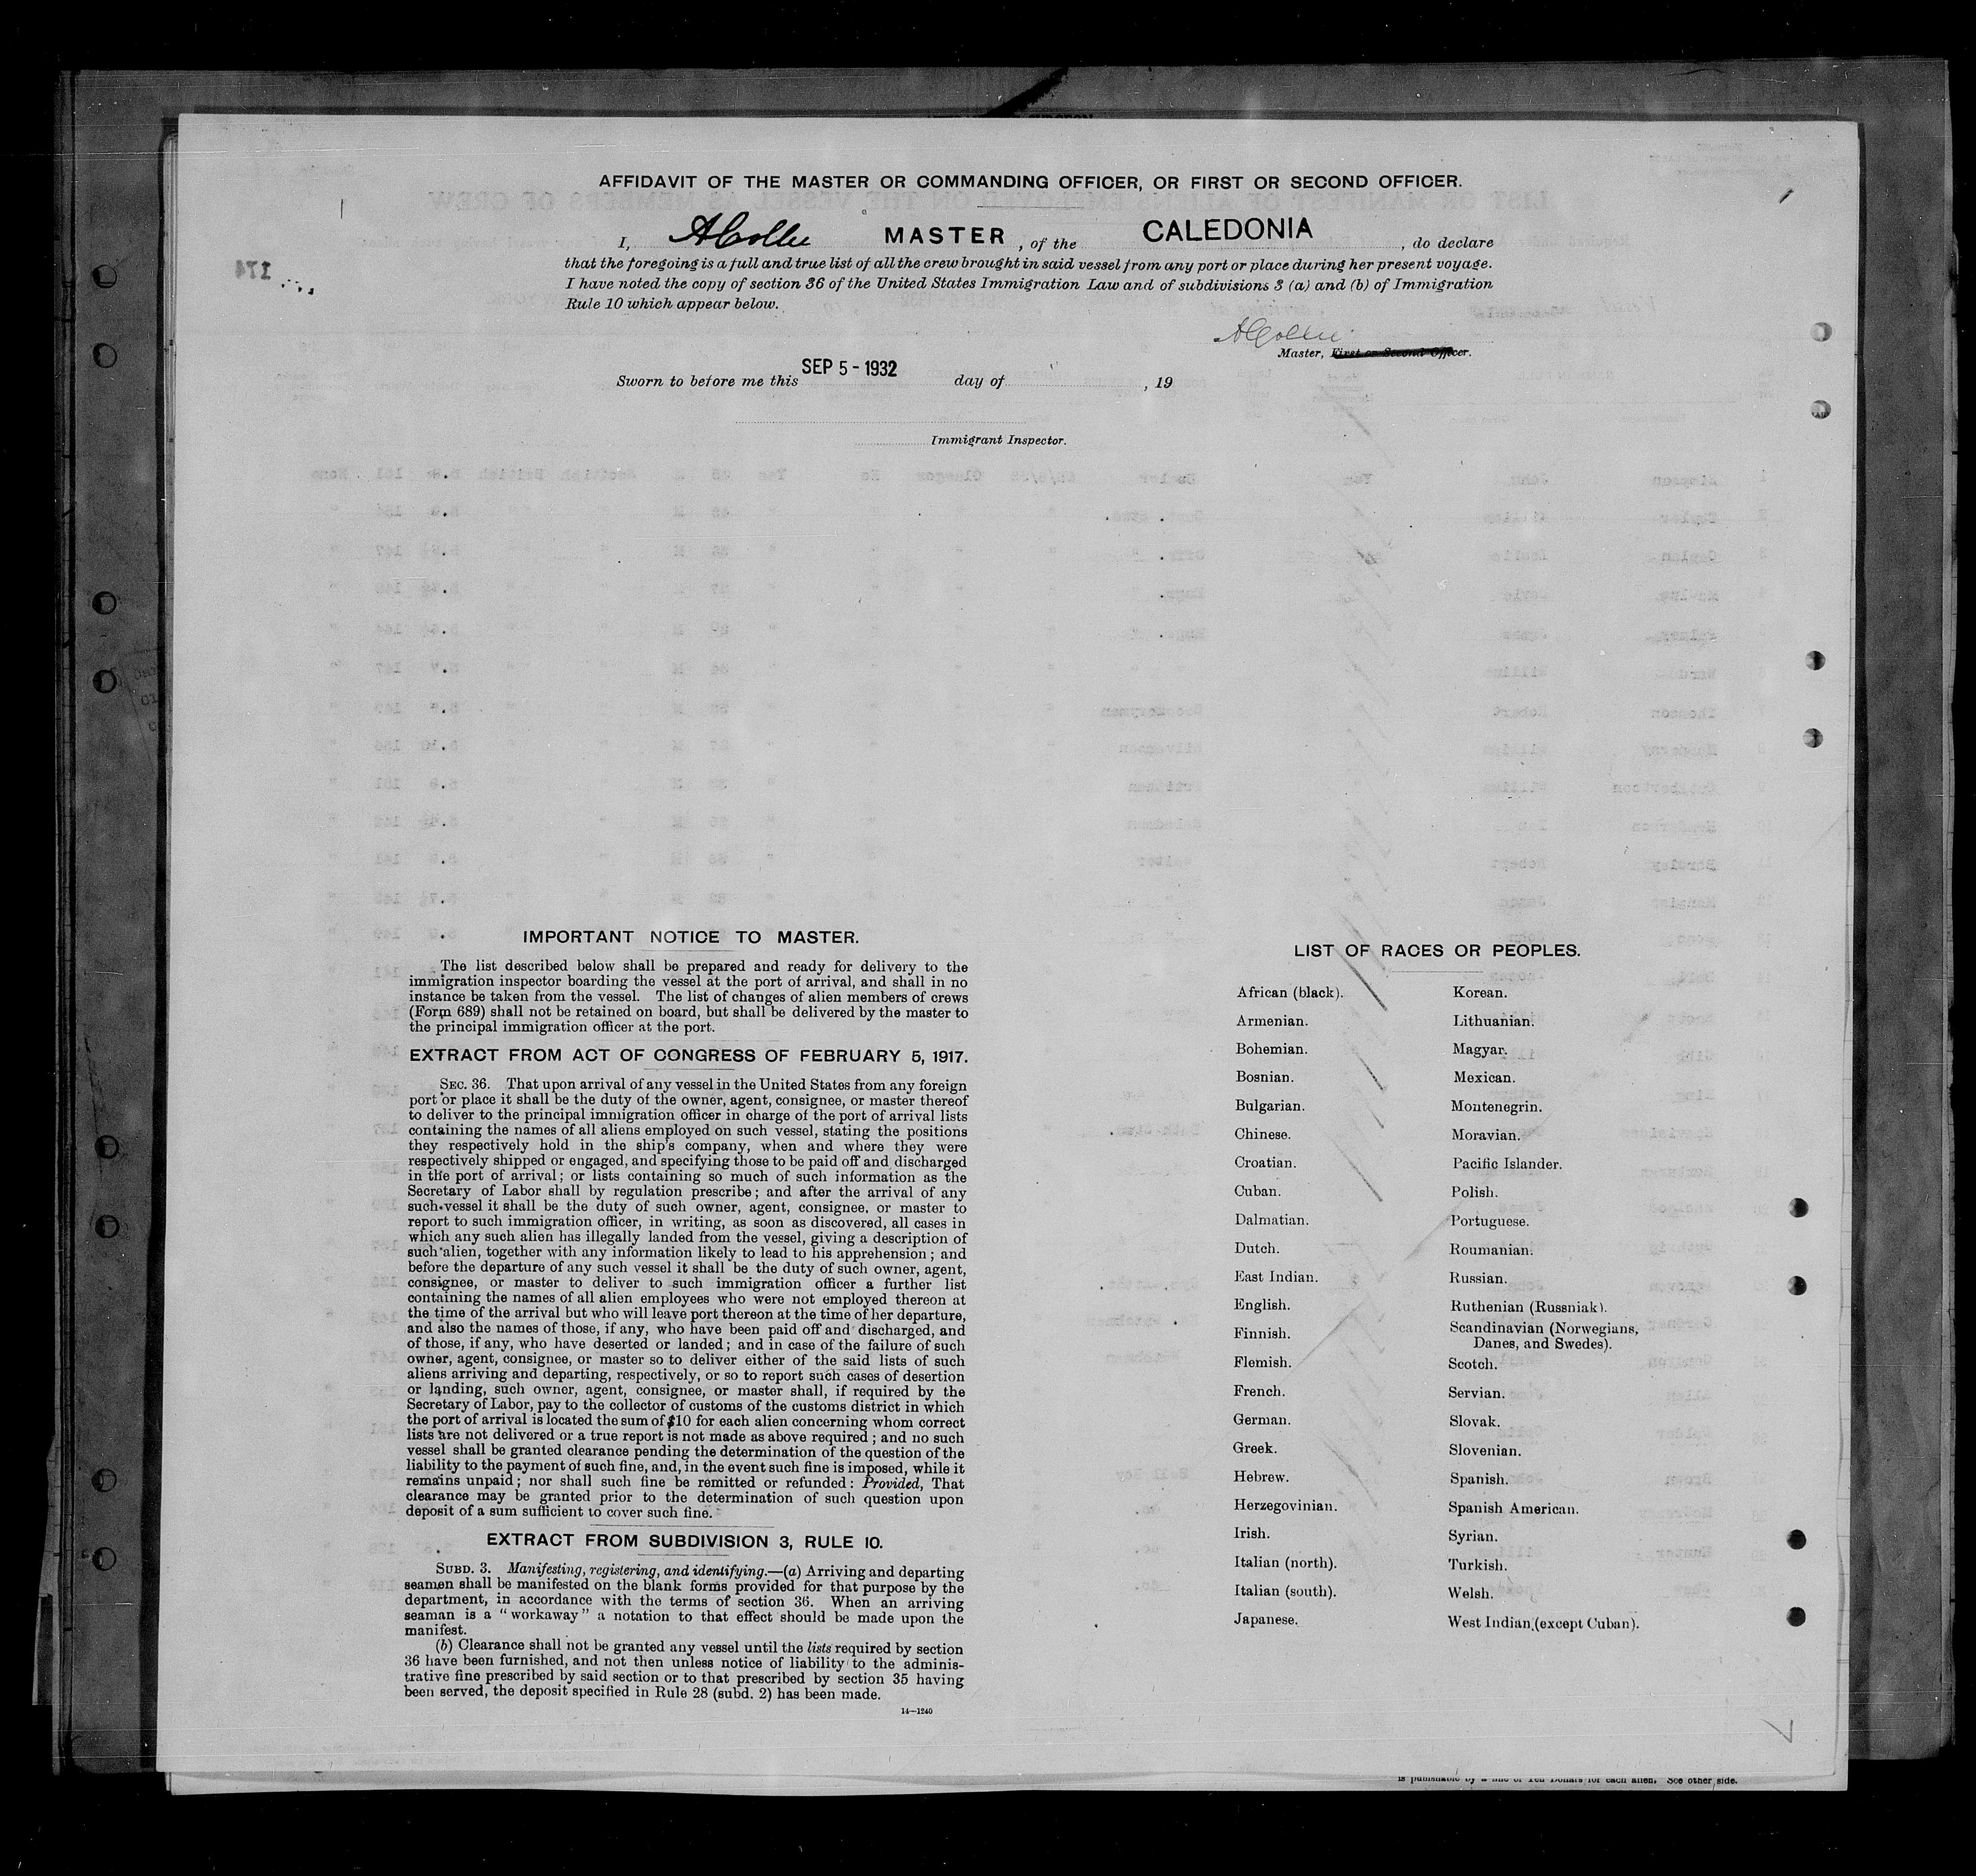 AFFIDAVIT OF THE MASTER OR COMMANDING OFFICER, OR FIRST OR SECOND OFFICER.
I, A Collie MASTER, of the CALEDONIA, do declare
that the foregoing is a full and true list of all the crew brought in said vessel from any port or place during her present voyage.
I have noted the copy of section 36 of the United States Immigration Law and of subdivisions 3 (a) and (b) of Immigration
Rule 10 which appear below.
A Collie
Master, First or Second Officer.
Sworn to before me this SEP 5 - 1932 day of , 19
Immigrant Inspector.
174
IMPORTANT NOTICE TO MASTER.
The list described below shall be prepared and ready for delivery to the
immigration inspector boarding the vessel at the port of arrival, and shall in no
instance be taken from the vessel. The list of changes of alien members of crews
(Form 689) shall not be retained on board, but shall be delivered by the master to
the principal immigration officer at the port.
EXTRACT FROM ACT OF CONGRESS OF FEBRUARY 5, 1917.
SEC. 36. That upon arrival of any vessel in the United States from any foreign
port or place it shall be the duty of the owner, agent, consignee, or master thereof
to deliver to the principal immigration officer in charge of the port of arrival lists
containing the names of all aliens employed on such vessel, stating the positions
they respectively hold in the ship's company, when and where they were
respectively shipped or engaged, and specifying those to be paid off and discharged
in the port of arrival; or lists containing so much of such information as the
Secretary of Labor shall by regulation prescribe; and after the arrival of any
such vessel it shall be the duty of such owner, agent, consignee, or master to
report to such immigration officer, in writing, as soon as discovered, all cases in
which any such alien has illegally landed from the vessel, giving a description of
such alien, together with any information likely to lead to his apprehension; and
before the departure of any such vessel it shall be the duty of such owner, agent,
consignee, or master to deliver to such immigration officer a further list
containing the names of all alien employees who were not employed thereon at
the time of the arrival but who will leave port thereon at the time of her departure,
and also the names of those, if any, who have been paid off and discharged, and
of those, if any, who have deserted or landed; and in case of the failure of such
owner, agent, consignee, or master so to deliver either of the said lists of such
aliens arriving and departing, respectively, or so to report such cases of desertion
or landing, such owner, agent, consignee, or master shall, if required by the
Secretary of Labor, pay to the collector of customs of the customs district in which
the port of arrival is located the sum of $10 for each alien concerning whom correct
lists are not delivered or a true report is not made as above required; and no such
vessel shall be granted clearance pending the determination of the question of the
liability to the payment of such fine, and, in the event such fine is imposed, while it
remains unpaid; nor shall such fine be remitted or refunded: Provided, That
clearance may be granted prior to the determination of such question upon
deposit of a sum sufficient to cover such fine.
EXTRACT FROM SUBDIVISION 3, RULE 10.
SUBD. 3. Manifesting, registering, and identifying.—(a) Arriving and departing
seamen shall be manifested on the blank forms provided for that purpose by the
department, in accordance with the terms of section 36. When an arriving
seaman is a "workaway" a notation to that effect should be made upon the
manifest.
(b) Clearance shall not be granted any vessel until the lists required by section
36 have been furnished, and not then unless notice of liability to the adminis-
trative fine prescribed by said section or to that prescribed by section 35 having
been served, the deposit specified in Rule 28 (subd. 2) has been made.
14—1240
LIST OF RACES OR PEOPLES.
African (black).
Armenian.
Bohemian.
Bosnian.
Bulgarian.
Chinese.
Croatian.
Cuban.
Dalmatian.
Dutch.
East Indian.
English.
Finnish.
Flemish.
French.
German.
Greek.
Hebrew.
Herzegovinian.
Irish.
Italian (north).
Italian (south).
Japanese.
Korean.
Lithuanian.
Magyar.
Mexican.
Montenegrin.
Moravian.
Pacific Islander.
Polish.
Portuguese.
Roumanian.
Russian.
Ruthenian (Russniak).
Scandinavian (Norwegians,
Danes, and Swedes).
Scotch.
Servian.
Slovak.
Slovenian.
Spanish.
Spanish American.
Syrian.
Turkish.
Welsh.
West Indian (except Cuban).
7
is punishable by a fine of Ten Dollars for each alien. See other side.